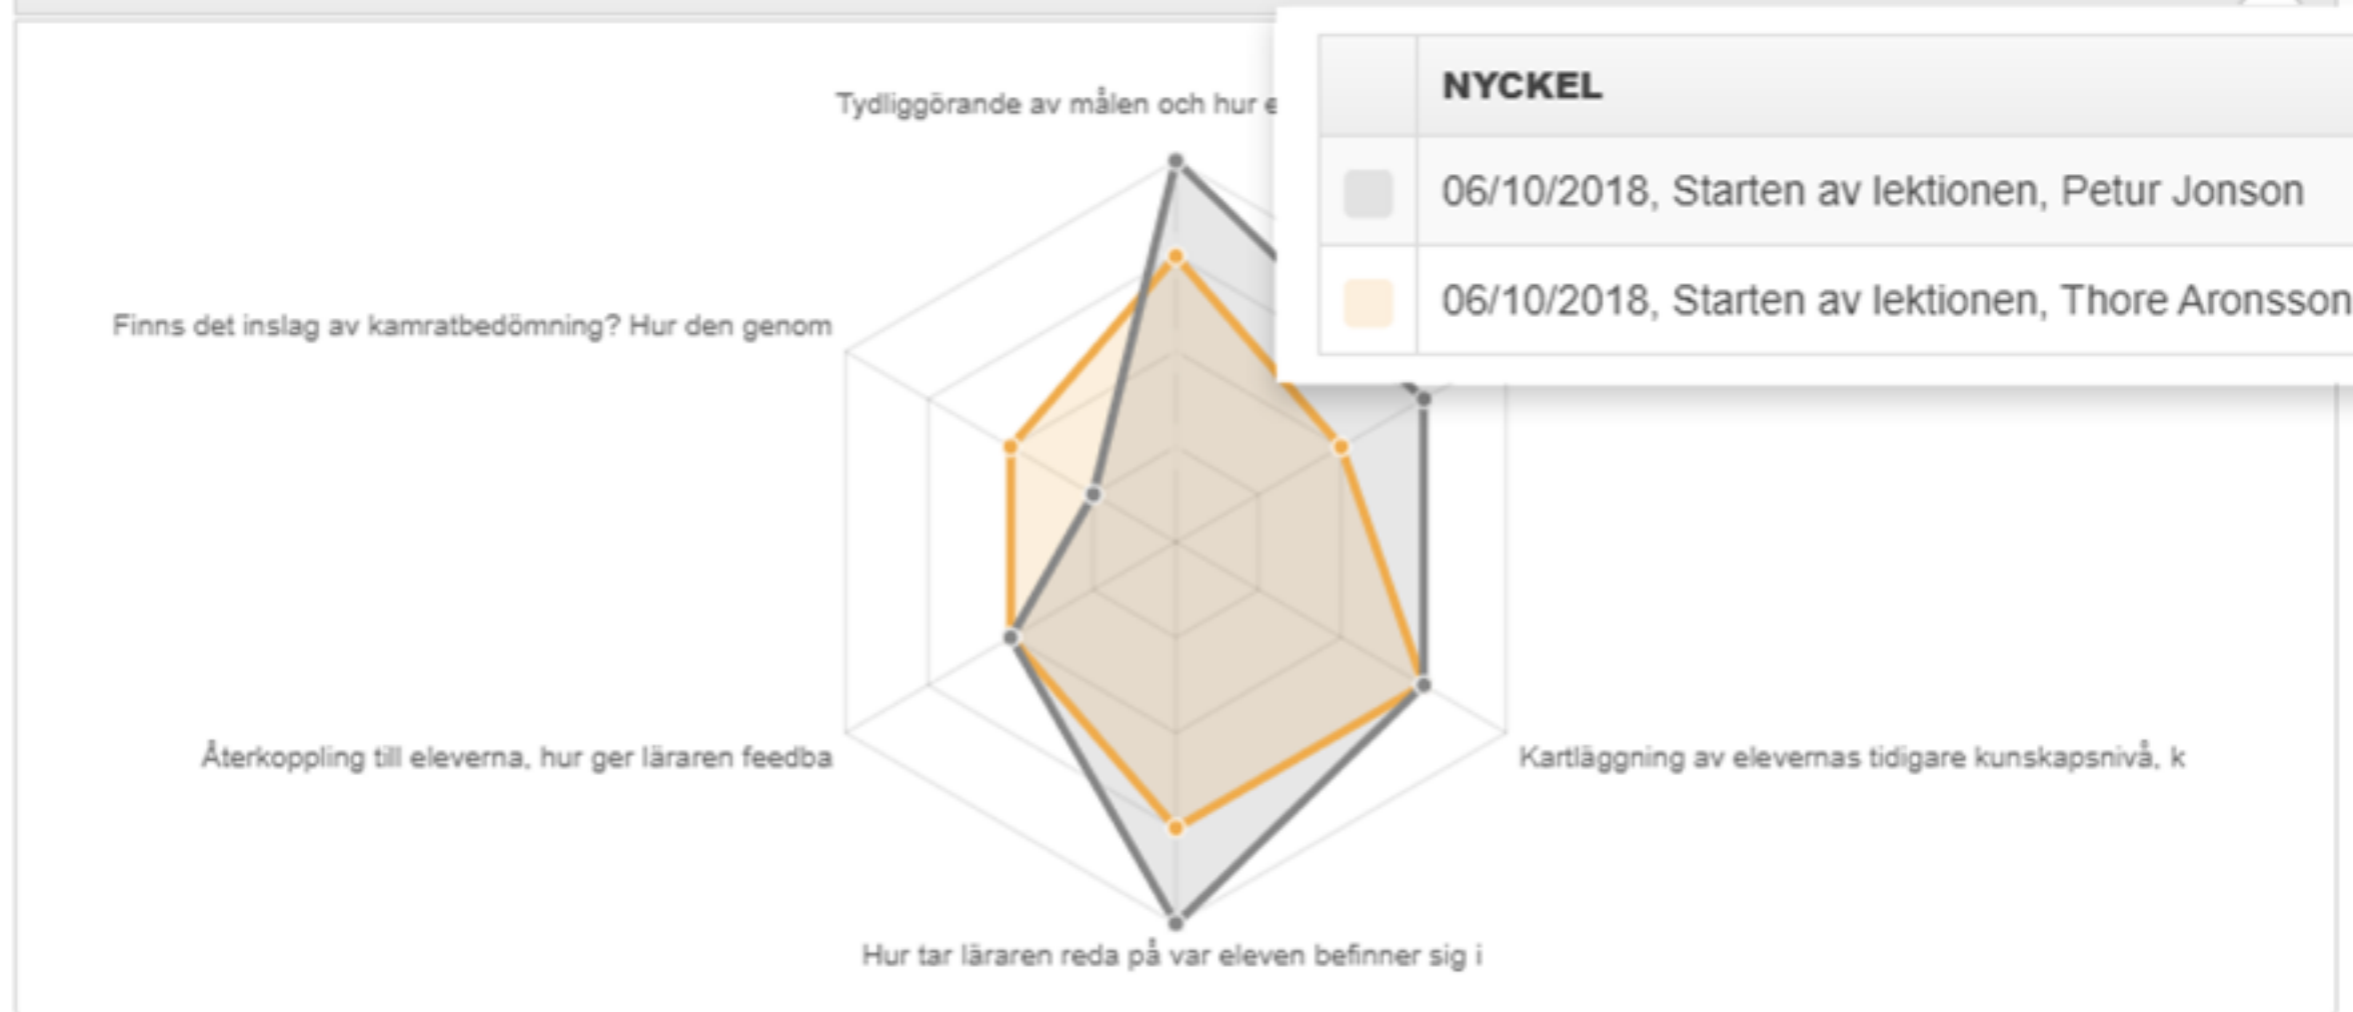 NYCKEL
06/10/2018, Starten av lektionen, Petur Jonson
06/10/2018, Starten av lektionen, Thore Aronsson
Tydliggörande av målen och hur e
Finns det inslag av kamratbedömning? Hur den genom
Återkoppling till eleverna, hur ger läraren feedba
Kartläggning av elevernas tidigare kunskapsnivå, k
Hur tar läraren reda på var eleven befinner sig i